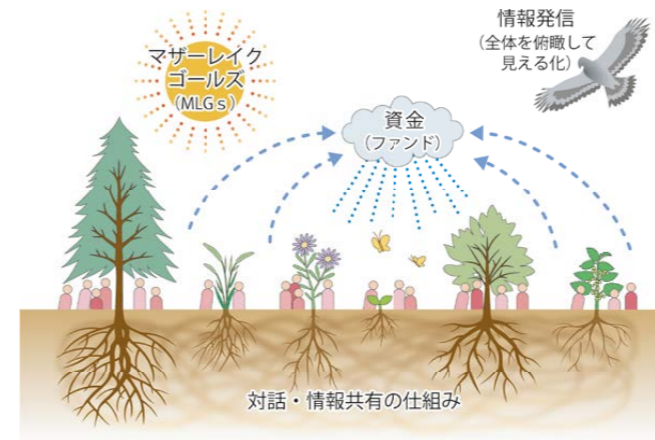 マザーレイク
ゴールズ
（MLGｓ）
情報発信
（全体を俯瞰して
見える化）
資金
（ファンド）
対話・情報共有の仕組み